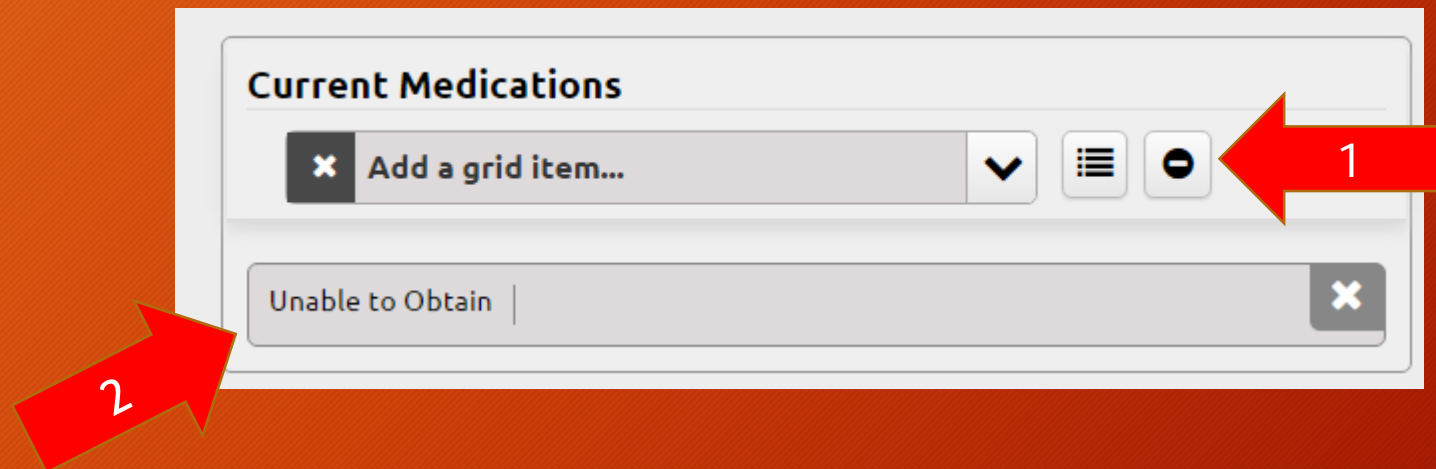 Current Medications
Add a grid item...
1
Unable to Obtain
2